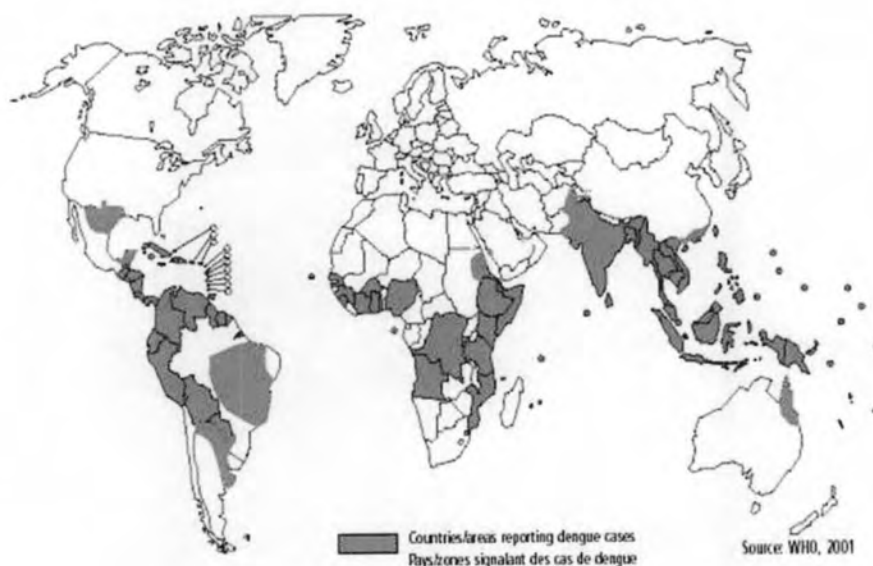 Countries/areas reporting dengue cases
Pays/zones signalant des cas de dengue
Source: WHO, 2001